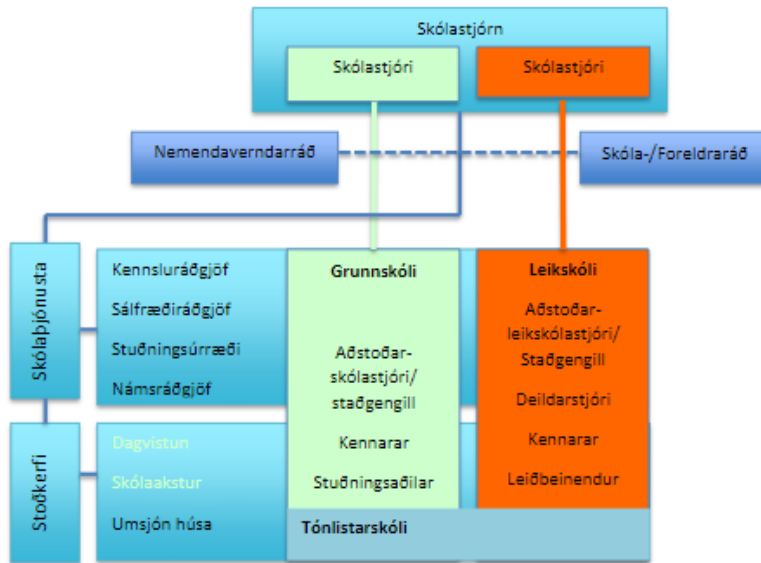 Skólastjórn
Skólastjóri
Skólastjóri
Nemendaverndarráð
Skóla-/Foreldraráð
Skólaþjónusta
Kennsluráðgjöf
Sálfræðiráðgjöf
Stuðningsúrræði
Námsráðgjöf
Grunnskóli
Aðstoðar-
skólastjóri/
staðgengill
Kennarar
Stuðningsaðilar
Leikskóli
Aðstoðar-
leikskólastjóri/
Staðgengill
Deildarstjóri
Kennarar
Leiðbeinendur
Stoðkerfi
Dagvistun
Skólaakstur
Umsjón húsa
Tónlistarskóli